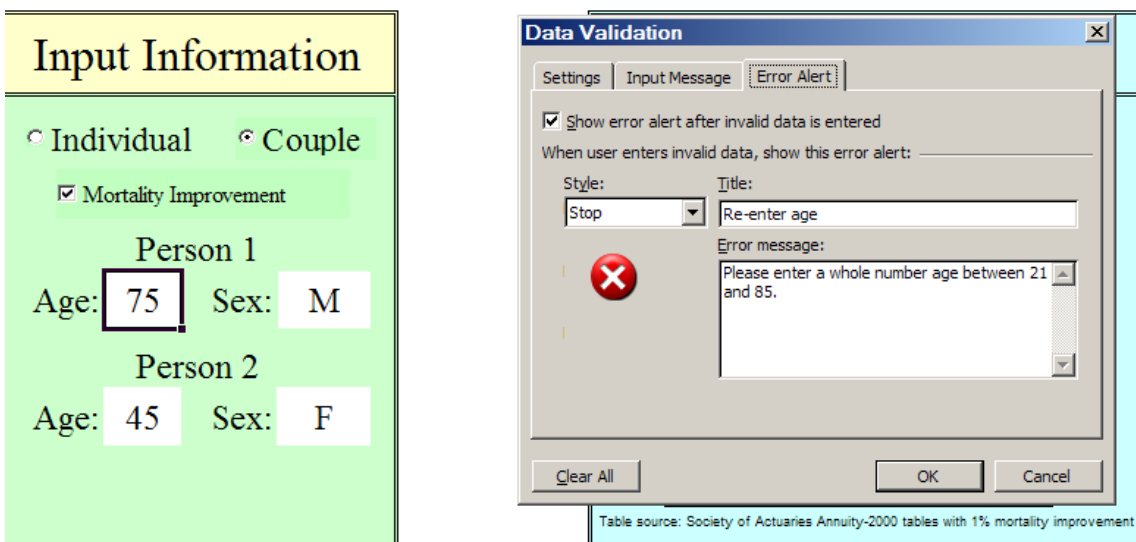 Input Information
Individual Couple
Mortality Improvement
Person 1
Age: 75 Sex: M
Person 2
Age: 45 Sex: F
Data Validation
Settings Input Message Error Alert
Show error alert after invalid data is entered
When user enters invalid data, show this error alert:
Style: Title:
Stop Re-enter age
Error message:
Please enter a whole number age between 21
and 85.
Clear All OK Cancel
Table source: Society of Actuaries Annuity-2000 tables with 1% mortality improvement